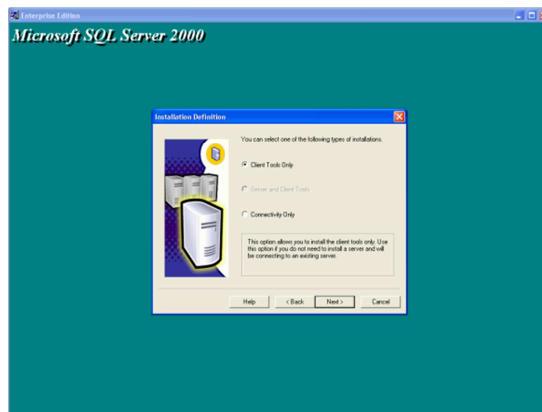 Enterprise Edition
Microsoft SQL Server 2000
Installation Definition
You can select one of the following types of installations.
Client Tools Only
Server and Client Tools
Connectivity Only
This option allows you to install the client tools only. Use
this option if you do not need to install a server and will
be connecting to an existing server.
Help
< Back
Next >
Cancel